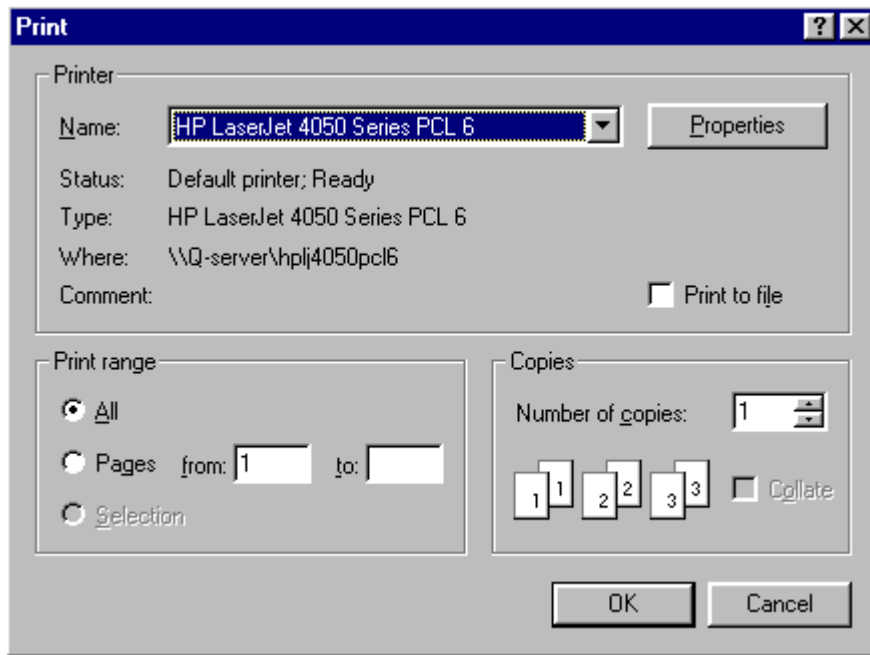 Print
Printer
Name: HP LaserJet 4050 Series PCL 6 Properties
Status: Default printer; Ready
Type: HP LaserJet 4050 Series PCL 6
Where: \\Q-server\hplj4050pcl6
Comment: Print to file
Print range
All
Pages from: 1 to:
Selection
Copies
Number of copies: 1
1 1 2 2 3 3 Collate
OK Cancel